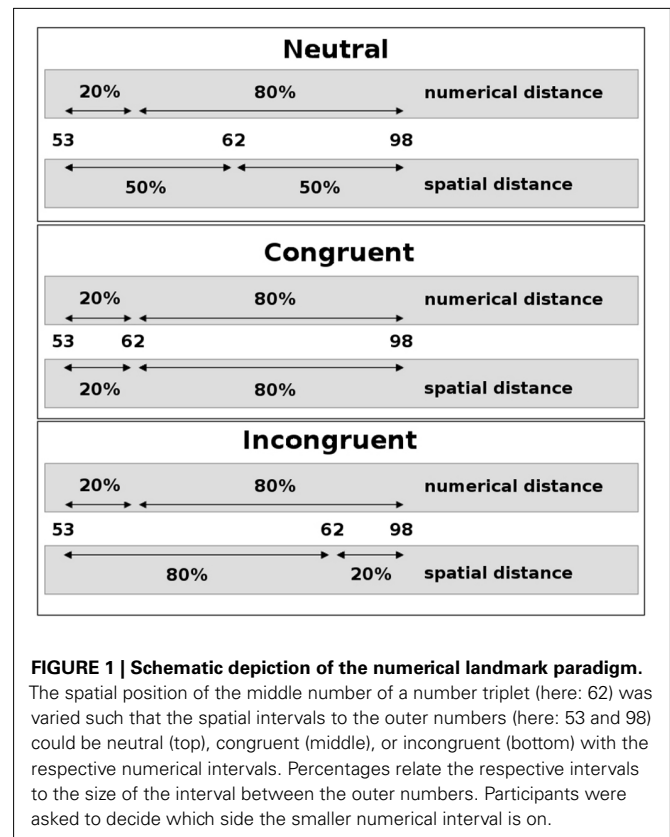 Neutral
20% 80% numerical distance
53 62 98
50% 50% spatial distance
Congruent
20% 80% numerical distance
53 62 98
20% 80% spatial distance
Incongruent
20% 80% numerical distance
53 62 98
80% 20% spatial distance
FIGURE 1 | Schematic depiction of the numerical landmark paradigm.
The spatial position of the middle number of a number triplet (here: 62) was
varied such that the spatial intervals to the outer numbers (here: 53 and 98)
could be neutral (top), congruent (middle), or incongruent (bottom) with the
respective numerical intervals. Percentages relate the respective intervals
to the size of the interval between the outer numbers. Participants were
asked to decide which side the smaller numerical interval is on.